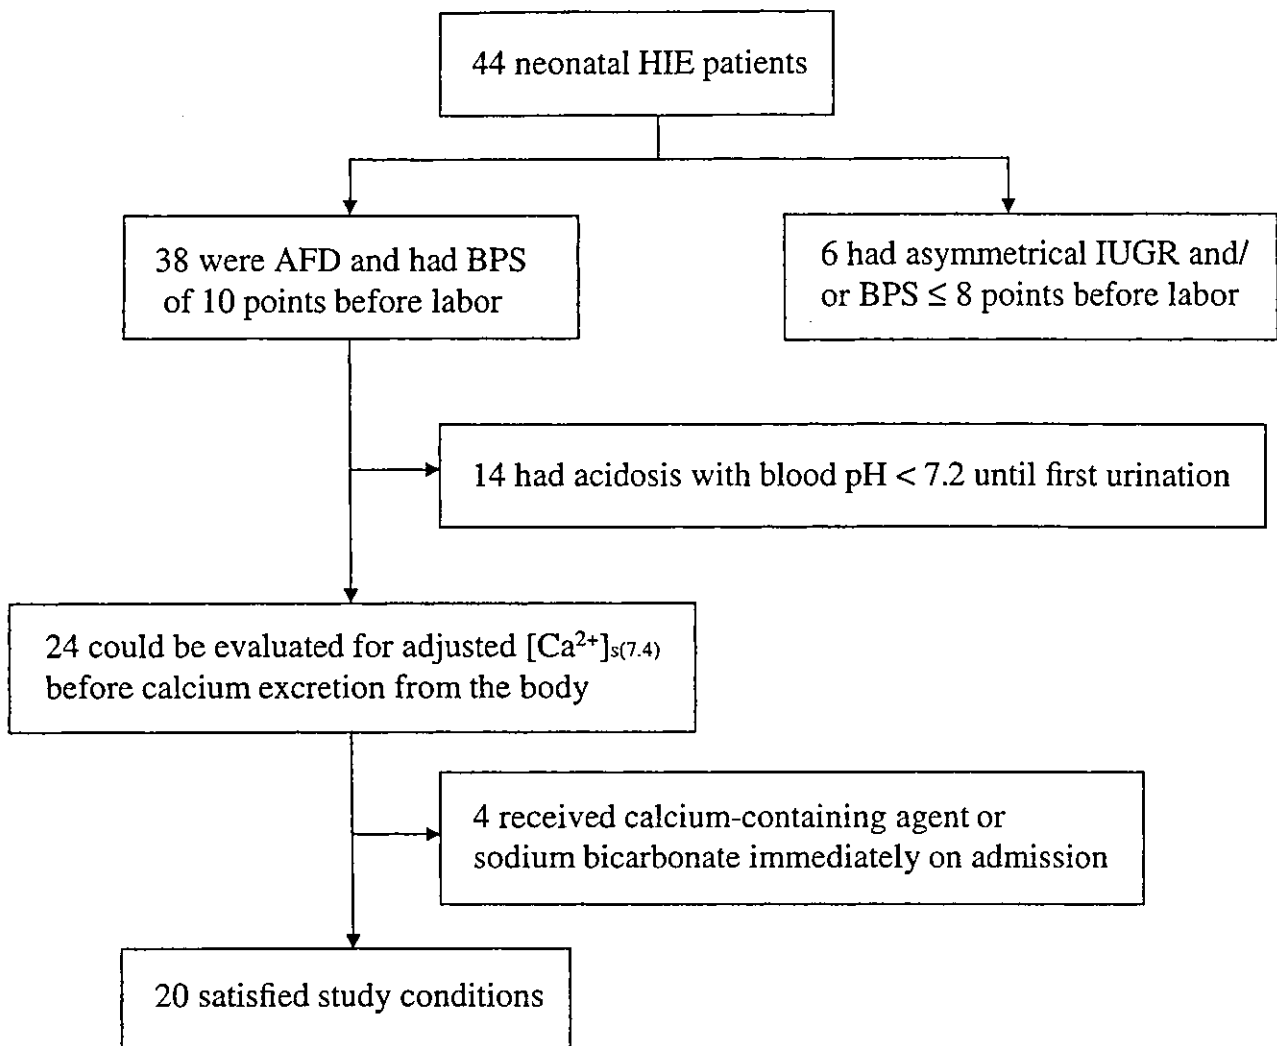 44 neonatal HIE patients
38 were AFD and had BPS
of 10 points before labor
6 had asymmetrical IUGR and/
or BPS ≤ 8 points before labor
14 had acidosis with blood pH < 7.2 until first urination
24 could be evaluated for adjusted [Ca²⁺]s(7.4)
before calcium excretion from the body
4 received calcium-containing agent or
sodium bicarbonate immediately on admission
20 satisfied study conditions